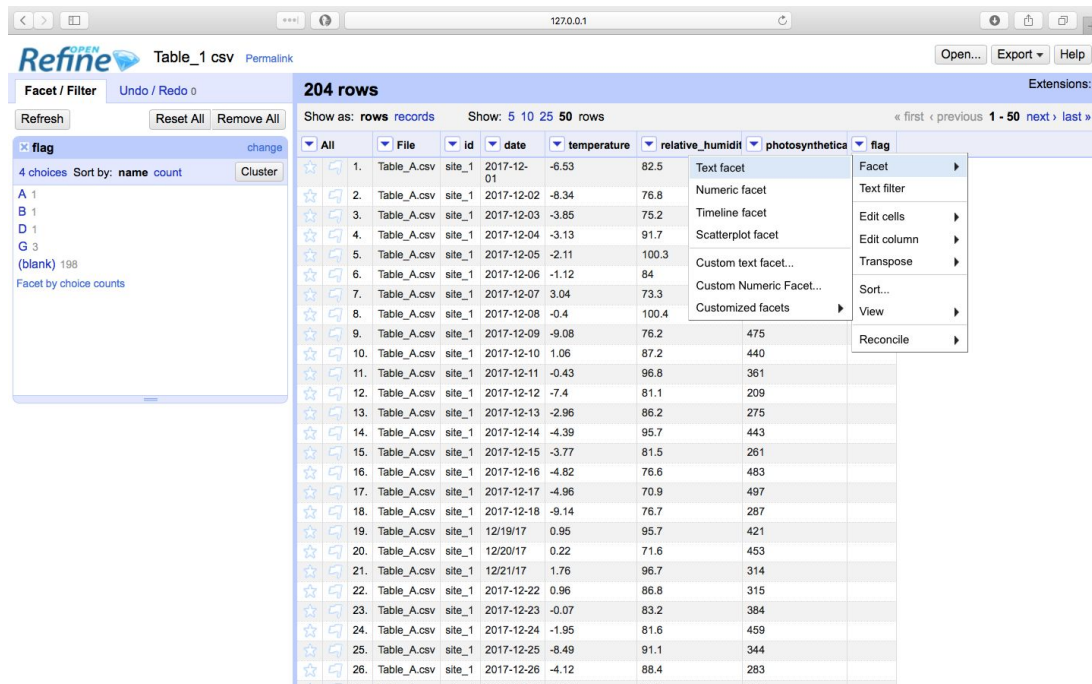 127.0.0.1
OPEN
Refine Table_1 csv Permalink
Open... Export Help
Facet / Filter Undo / Redo 0
204 rows
Extensions:
Refresh Reset All Remove All
Show as: rows records Show: 5 10 25 50 rows
« first ‹ previous 1 - 50 next › last »
flag change
4 choices Sort by: name count Cluster
A 1
B 1
D 1
G 3
(blank) 198
Facet by choice counts
All File id date temperature relative_humidit photosynthetica flag
1. Table_A.csv site_1 2017-12-01 -6.53 82.5
2. Table_A.csv site_1 2017-12-02 -8.34 76.8
3. Table_A.csv site_1 2017-12-03 -3.85 75.2
4. Table_A.csv site_1 2017-12-04 -3.13 91.7
5. Table_A.csv site_1 2017-12-05 -2.11 100.3
6. Table_A.csv site_1 2017-12-06 -1.12 84
7. Table_A.csv site_1 2017-12-07 3.04 73.3
8. Table_A.csv site_1 2017-12-08 -0.4 100.4
9. Table_A.csv site_1 2017-12-09 -9.08 76.2 475
10. Table_A.csv site_1 2017-12-10 1.06 87.2 440
11. Table_A.csv site_1 2017-12-11 -0.43 96.8 361
12. Table_A.csv site_1 2017-12-12 -7.4 81.1 209
13. Table_A.csv site_1 2017-12-13 -2.96 86.2 275
14. Table_A.csv site_1 2017-12-14 -4.39 95.7 443
15. Table_A.csv site_1 2017-12-15 -3.77 81.5 261
16. Table_A.csv site_1 2017-12-16 -4.82 76.6 483
17. Table_A.csv site_1 2017-12-17 -4.96 70.9 497
18. Table_A.csv site_1 2017-12-18 -9.14 76.7 287
19. Table_A.csv site_1 12/19/17 0.95 95.7 421
20. Table_A.csv site_1 12/20/17 0.22 71.6 453
21. Table_A.csv site_1 12/21/17 1.76 96.7 314
22. Table_A.csv site_1 2017-12-22 0.96 86.8 315
23. Table_A.csv site_1 2017-12-23 -0.07 83.2 384
24. Table_A.csv site_1 2017-12-24 -1.95 81.6 459
25. Table_A.csv site_1 2017-12-25 -8.49 91.1 344
26. Table_A.csv site_1 2017-12-26 -4.12 88.4 283
Text facet
Numeric facet
Timeline facet
Scatterplot facet
Custom text facet...
Custom Numeric Facet...
Customized facets
Facet
Text filter
Edit cells
Edit column
Transpose
Sort...
View
Reconcile